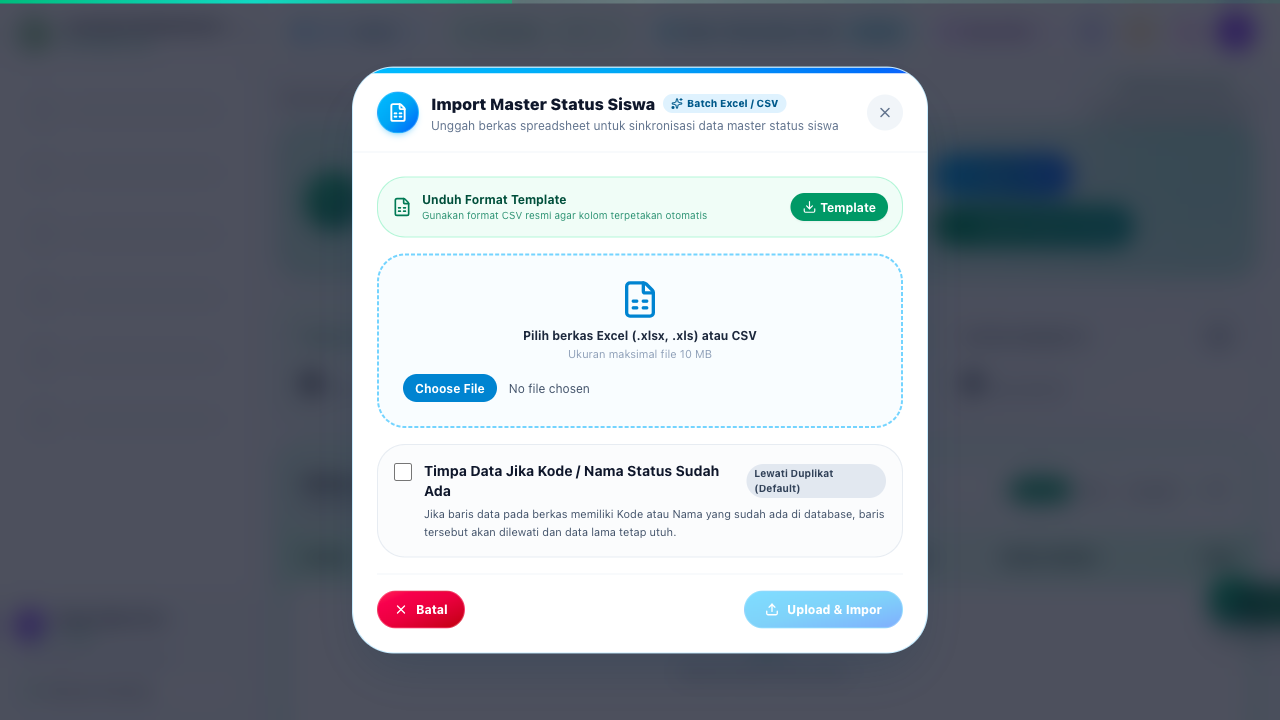 Import Master Status Siswa
Batch Excel / CSV
Unggah berkas spreadsheet untuk sinkronisasi data master status siswa
Unduh Format Template
Gunakan format CSV resmi agar kolom terpetakan otomatis
Template
Pilih berkas Excel (.xlsx, .xls) atau CSV
Ukuran maksimal file 10 MB
Choose File
No file chosen
Timpa Data Jika Kode / Nama Status Sudah
Ada
Lewati Duplikat
(Default)
Jika baris data pada berkas memiliki Kode atau Nama yang sudah ada di database, baris
tersebut akan dilewati dan data lama tetap utuh.
Batal
Upload & Impor